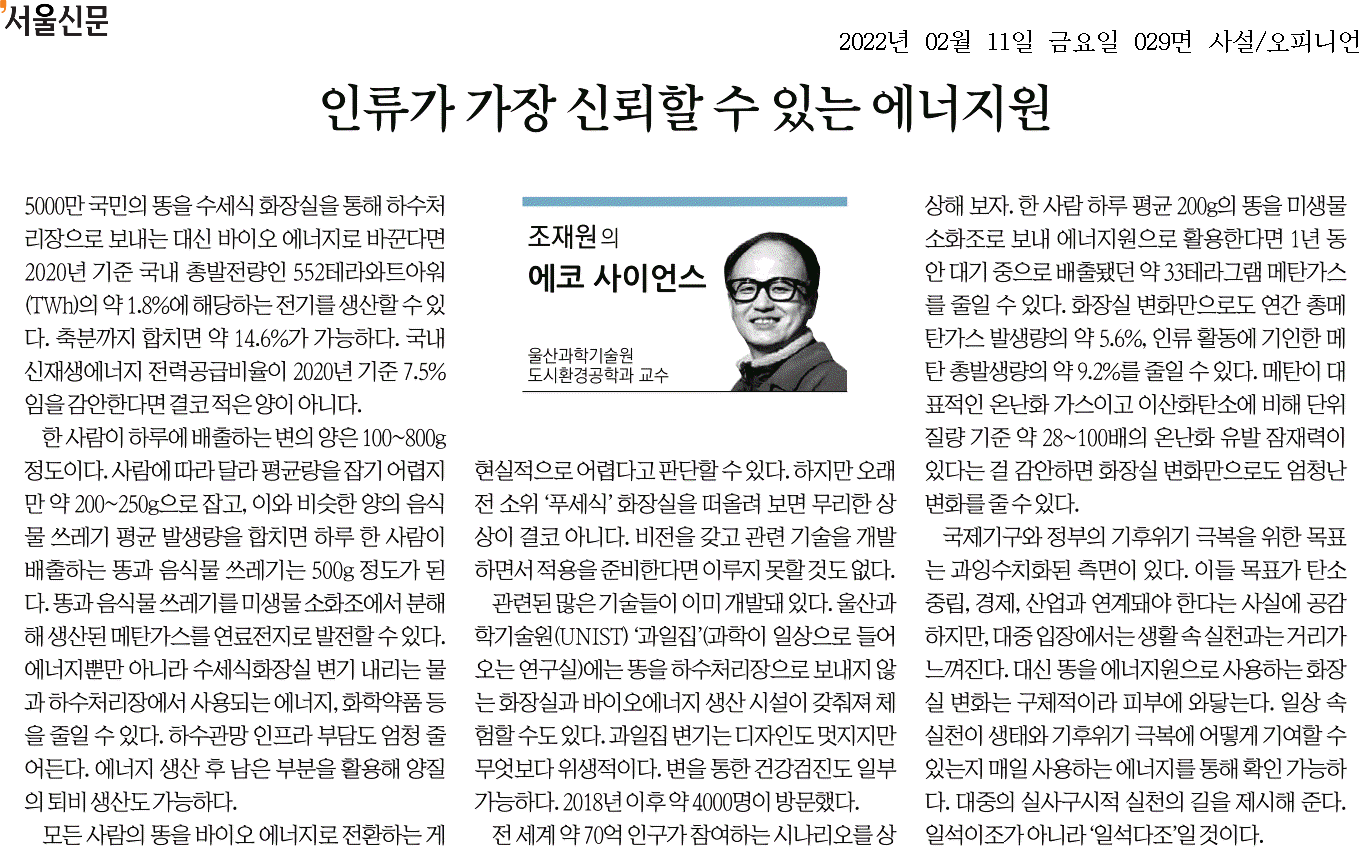 서울신문
2022년 02월 11일 금요일 029면 사설/오피니언
인류가 가장 신뢰할 수 있는 에너지원
5000만 국민의 똥을 수세식 화장실을 통해 하수처
리장으로 보내는 대신 바이오 에너지로 바꾼다면
2020년 기준 국내 총발전량인 552테라와트아워
(TWh)의 약 1.8%에 해당하는 전기를 생산할 수 있
다. 축분까지 합치면 약 14.6%가 가능하다. 국내
신재생에너지 전력공급비율이 2020년 기준 7.5%
임을 감안한다면 결코 적은 양이 아니다.
한 사람이 하루에 배출하는 변의 양은 100~800g
정도이다. 사람에 따라 달라 평균량을 잡기 어렵지
만 약 200~250g으로 잡고, 이와 비슷한 양의 음식
물 쓰레기 평균 발생량을 합치면 하루 한 사람이
배출하는 똥과 음식물 쓰레기는 500g 정도가 된
다. 똥과 음식물 쓰레기를 미생물 소화조에서 분해
해 생산된 메탄가스를 연료전지로 발전할 수 있다.
에너지뿐만 아니라 수세식화장실 변기 내리는 물
과 하수처리장에서 사용되는 에너지, 화학약품 등
을 줄일 수 있다. 하수관망 인프라 부담도 엄청 줄
어든다. 에너지 생산 후 남은 부분을 활용해 양질
의 퇴비 생산도 가능하다.
모든 사람의 똥을 바이오 에너지로 전환하는 게
조재원의
에코 사이언스
울산과학기술원
도시환경공학과 교수
현실적으로 어렵다고 판단할 수 있다. 하지만 오래
전 소위 ‘푸세식’ 화장실을 떠올려 보면 무리한 상
상이 결코 아니다. 비전을 갖고 관련 기술을 개발
하면서 적용을 준비한다면 이루지 못할 것도 없다.
관련된 많은 기술들이 이미 개발돼 있다. 울산과
학기술원(UNIST) ‘과일집’(과학이 일상으로 들어
오는 연구실)에는 똥을 하수처리장으로 보내지 않
는 화장실과 바이오에너지 생산 시설이 갖춰져 체
험할 수도 있다. 과일집 변기는 디자인도 멋지지만
무엇보다 위생적이다. 변을 통한 건강검진도 일부
가능하다. 2018년 이후 약 4000명이 방문했다.
전 세계 약 70억 인구가 참여하는 시나리오를 상
상해 보자. 한 사람 하루 평균 200g의 똥을 미생물
소화조로 보내 에너지원으로 활용한다면 1년 동
안 대기 중으로 배출됐던 약 33테라그램 메탄가스
를 줄일 수 있다. 화장실 변화만으로도 연간 총메
탄가스 발생량의 약 5.6%, 인류 활동에 기인한 메
탄 총발생량의 약 9.2%를 줄일 수 있다. 메탄이 대
표적인 온난화 가스이고 이산화탄소에 비해 단위
질량 기준 약 28~100배의 온난화 유발 잠재력이
있다는 걸 감안하면 화장실 변화만으로도 엄청난
변화를 줄 수 있다.
국제기구와 정부의 기후위기 극복을 위한 목표
는 과잉수치화된 측면이 있다. 이들 목표가 탄소
중립, 경제, 산업과 연계돼야 한다는 사실에 공감
하지만, 대중 입장에서는 생활 속 실천과는 거리가
느껴진다. 대신 똥을 에너지원으로 사용하는 화장
실 변화는 구체적이라 피부에 와닿는다. 일상 속
실천이 생태와 기후위기 극복에 어떻게 기여할 수
있는지 매일 사용하는 에너지를 통해 확인 가능하
다. 대중의 실사구시적 실천의 길을 제시해 준다.
일석이조가 아니라 ‘일석다조’일 것이다.